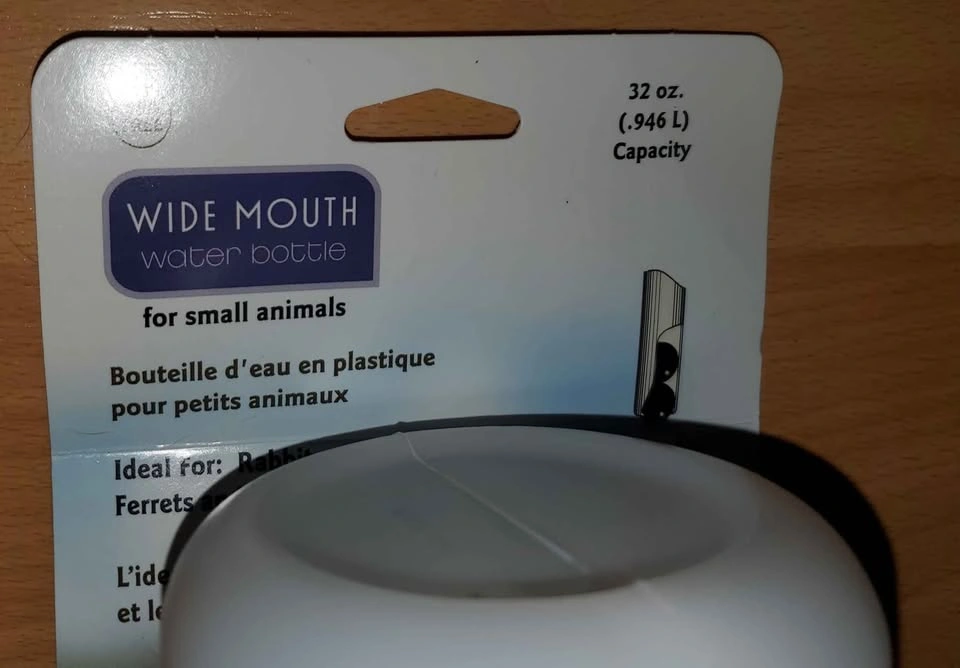 32 oz.
(.946 L)
Capacity
WIDE MOUTH
water bottle
for small animals
Bouteille d'eau en plastique
pour petits animaux
Ideal for: Rabbit
Ferrets
L'ide
et le